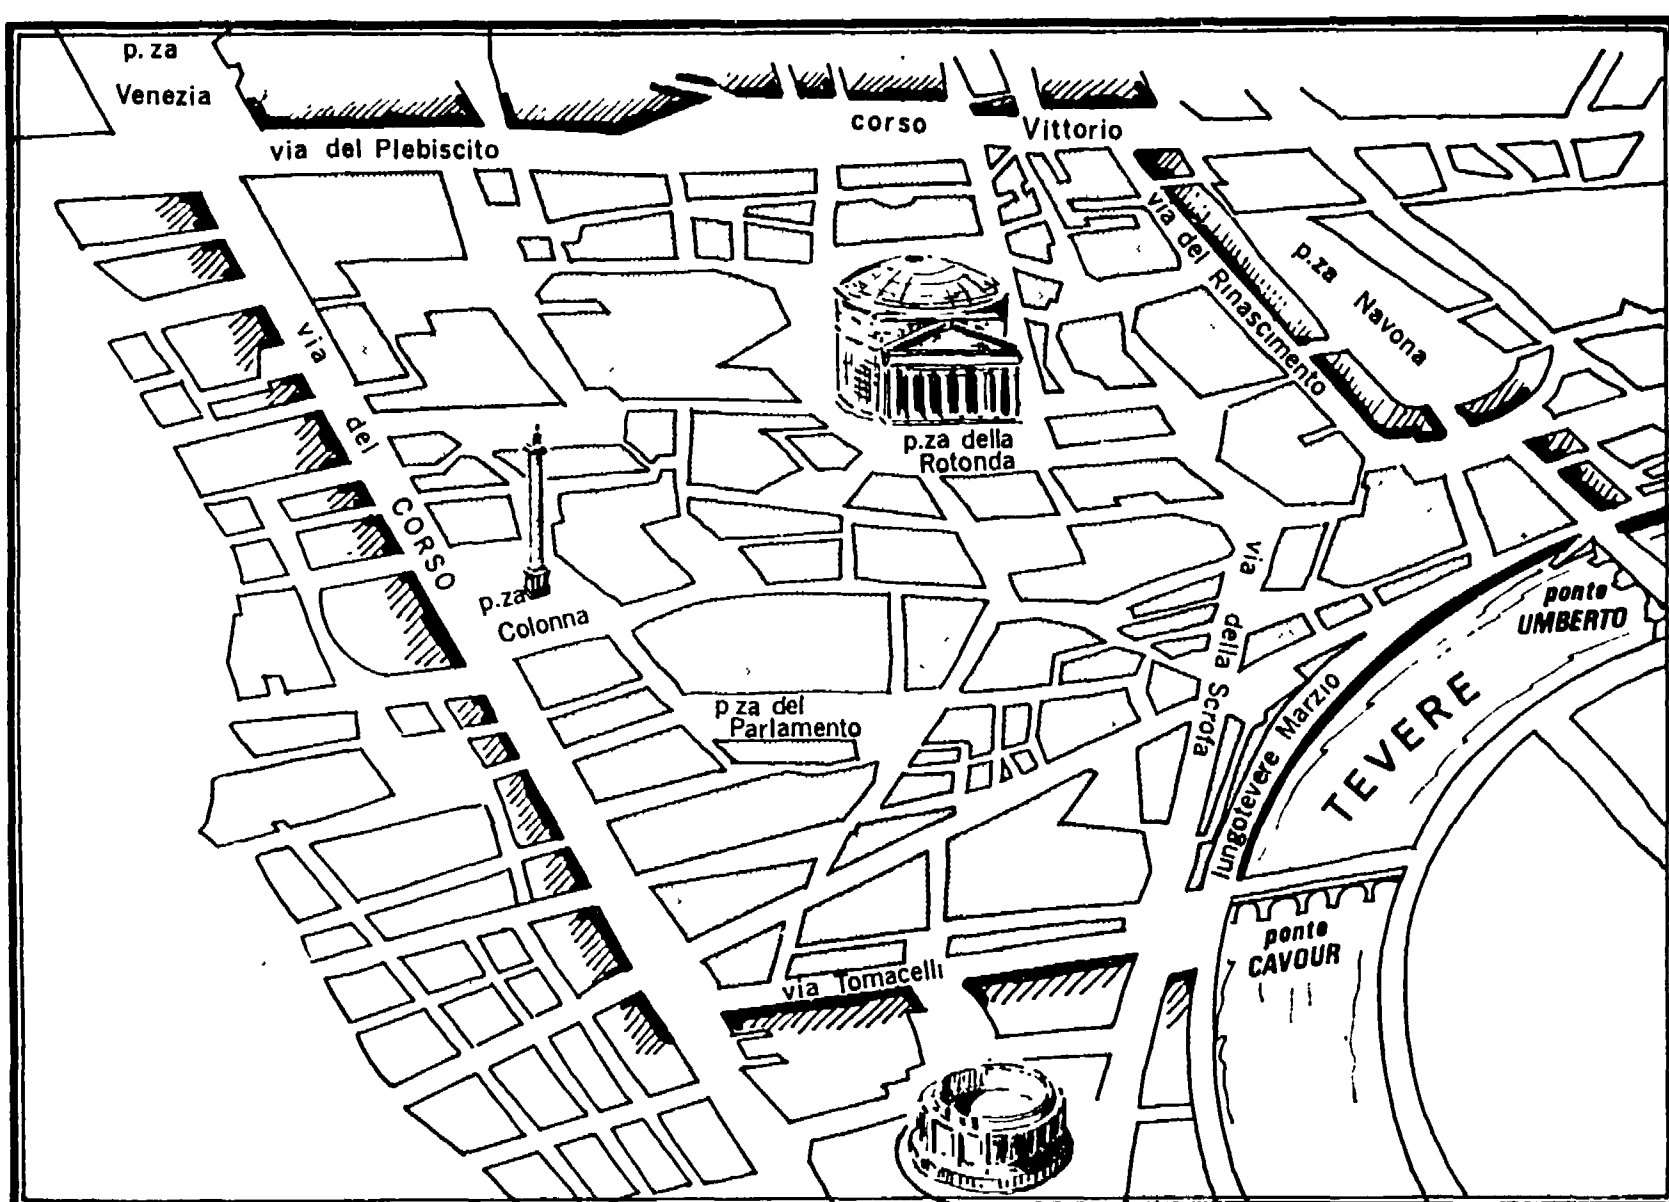 p. za
Venezia
via del Plebiscito
corso Vittorio
via del Rinascimento
p.za Navona
via del CORSO
p.za della
Rotonda
p.za
Colonna
via della Scrofa
ponte
UMBERTO
p za del
Parlamento
lungotevere Marzio
TEVERE
ponte
CAVOUR
via Tomacelli